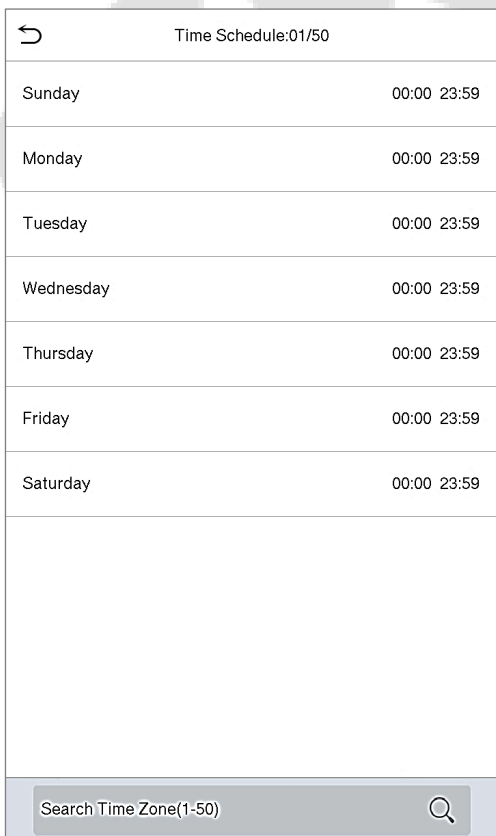 Time Schedule:01/50
Sunday 00:00 23:59
Monday 00:00 23:59
Tuesday 00:00 23:59
Wednesday 00:00 23:59
Thursday 00:00 23:59
Friday 00:00 23:59
Saturday 00:00 23:59
Search Time Zone(1-50)